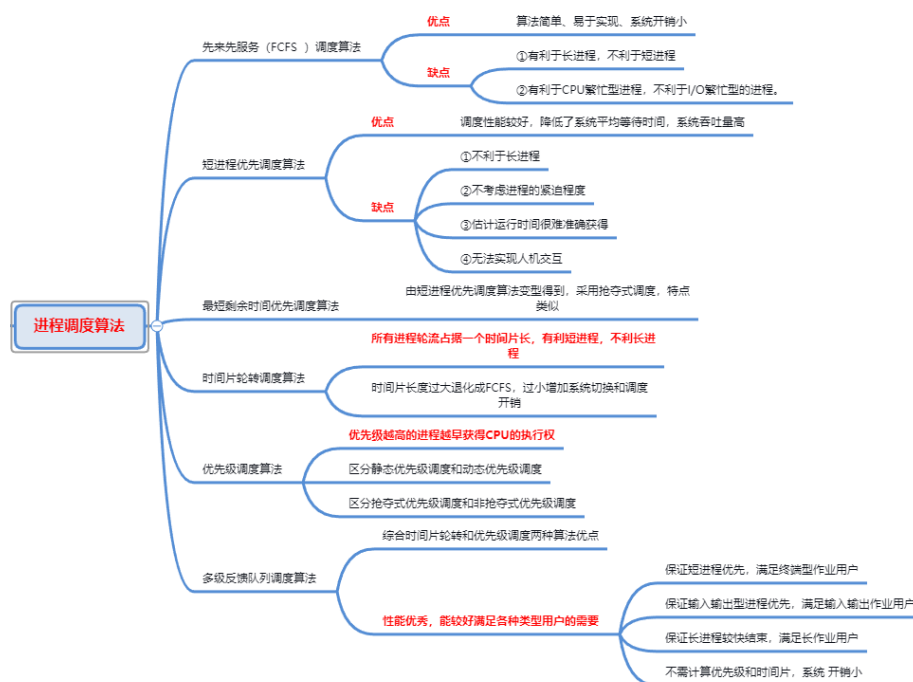 进程调度算法
先来先服务（FCFS ）调度算法
优点
算法简单、易于实现、系统开销小
缺点
①有利于长进程，不利于短进程
②有利于CPU繁忙型进程，不利于I/O繁忙型的进程。
短进程优先调度算法
优点
调度性能较好，降低了系统平均等待时间，系统吞吐量高
缺点
①不利于长进程
②不考虑进程的紧迫程度
③估计运行时间很难准确获得
④无法实现人机交互
最短剩余时间优先调度算法
由短进程优先调度算法变型得到，采用抢夺式调度，特点
类似
时间片轮转调度算法
所有进程轮流占据一个时间片长，有利短进程，不利长进
程
时间片长度过大退化成FCFS，过小增加系统切换和调度
开销
优先级调度算法
优先级越高的进程越早获得CPU的执行权
区分静态优先级调度和动态优先级调度
区分抢夺式优先级调度和非抢夺式优先级调度
多级反馈队列调度算法
综合时间片轮转和优先级调度两种算法优点
性能优秀，能较好满足各种类型用户的需要
保证短进程优先，满足终端型作业用户
保证输入输出型进程优先，满足输入输出作业用户
保证长进程较快结束，满足长作业用户
不需计算优先级和时间片，系统 开销小